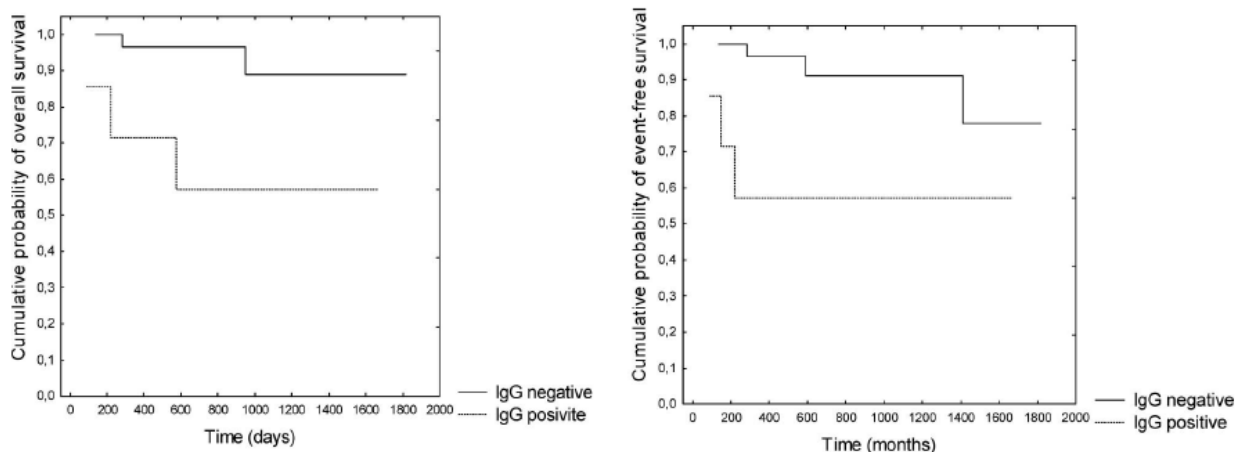 Cumulative probability of overall survival
1,0
0,9
0,8
0,7
0,6
0,5
0,4
0,3
0,2
0,1
0,0
0 200 400 600 800 1000 1200 1400 1600 1800 2000
Time (days)
IgG negative
IgG posivite
Cumulative probability of event-free survival
1,0
0,9
0,8
0,7
0,6
0,5
0,4
0,3
0,2
0,1
0,0
0 200 400 600 800 1000 1200 1400 1600 1800 2000
Time (months)
IgG negative
IgG positive